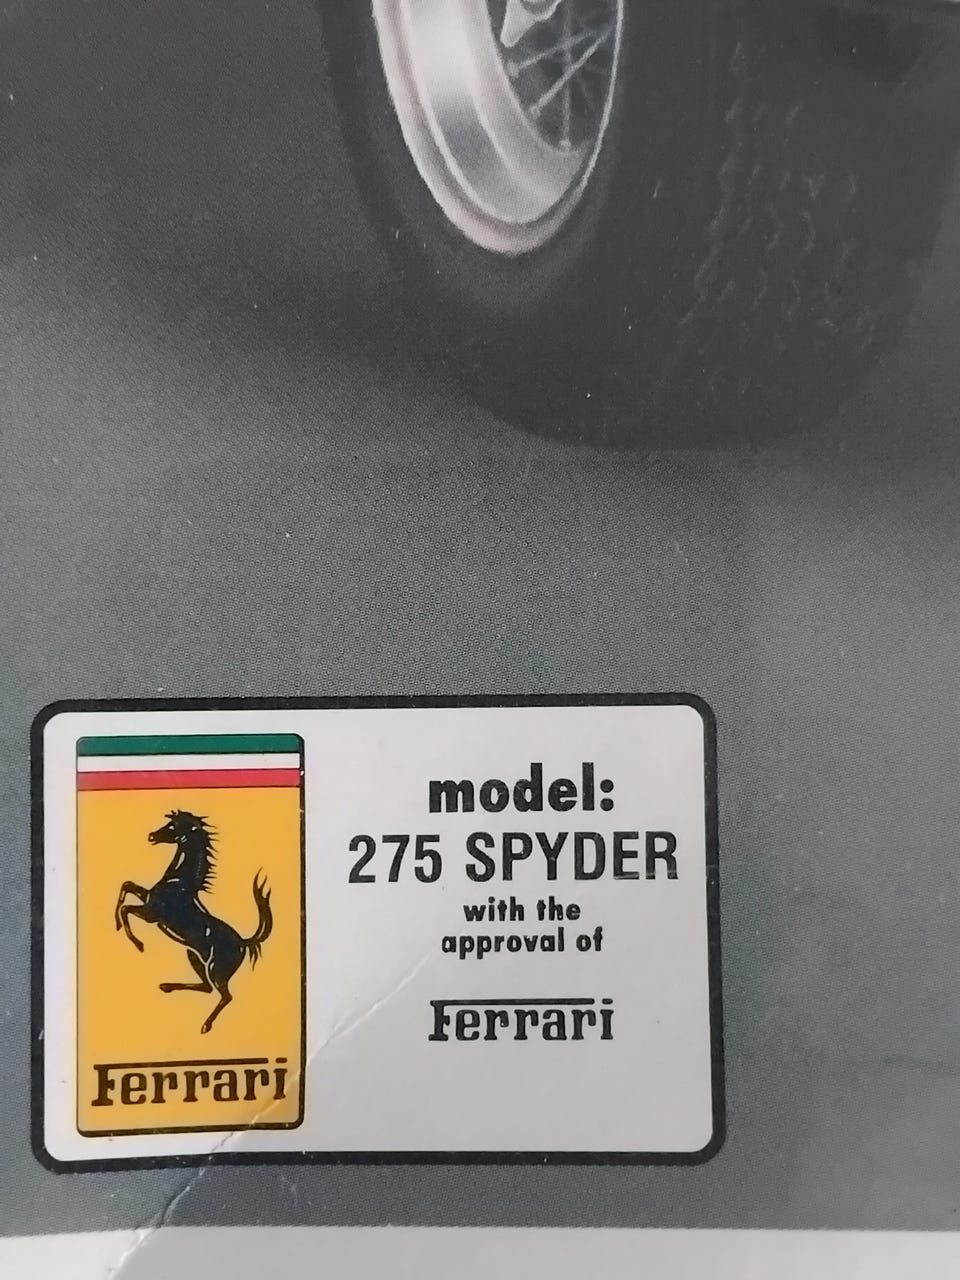 model:
275 SPYDER
with the
approval of
Ferrari
Ferrari